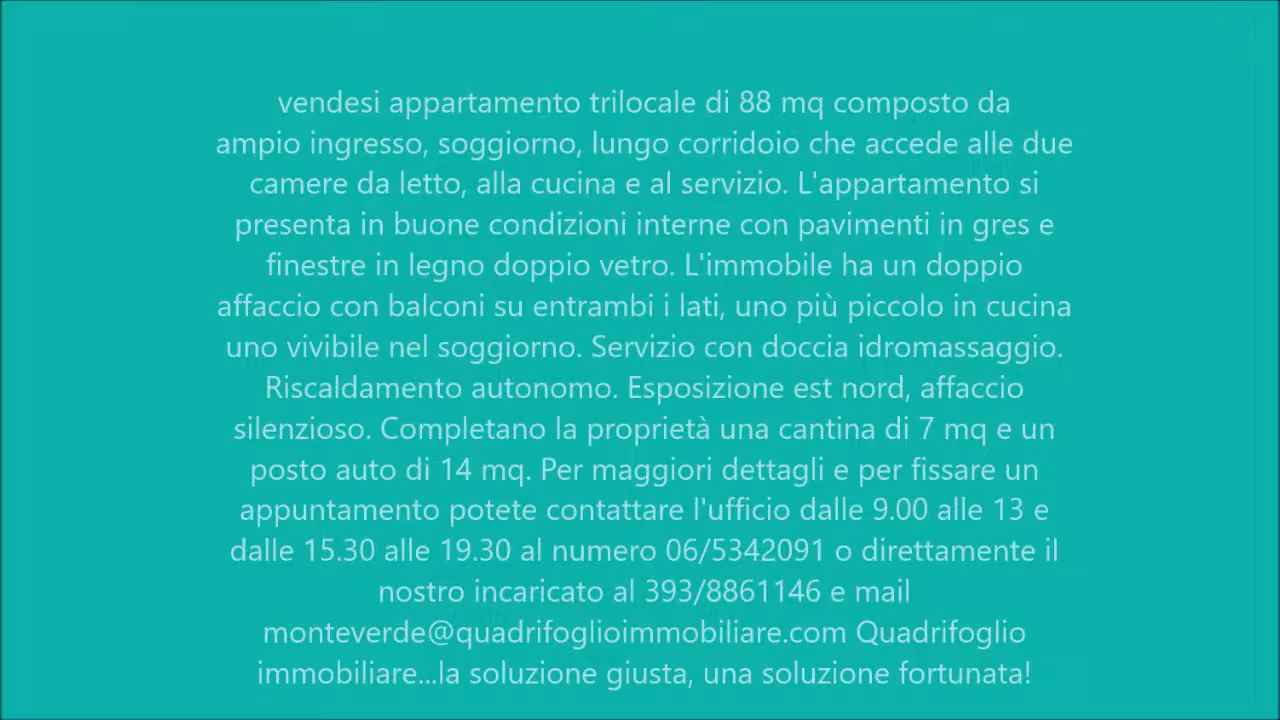 vendesi appartamento trilocale di 88 mq composto da
ampio ingresso, soggiorno, lungo corridoiò che accede alle due
camere da letto, alla cucina e al servizio. L'appartamento si
presenta in buone condizioni interne con pavimenti in gres e
finestre in legno doppio vetro. L'immobile ha un doppio
affaccio con balconi su entrambi i lati, uno più piccolo in cucina
uno vivibile nel soggiorno. Servizio con doccia idromassaggio.
Riscaldamento autonomo. Esposizione est nord, affaccio
silenzioso. Completano la proprietà una cantina di 7 mq e un
posto auto di 14 mq. Per maggiori dettagli e per fissare un
appuntamento potete contattare l'ufficio dalle 9.00 alle 13 e
dalle 15.30 alle 19.30 al numero 06/5342091 o direttamente il
nostro incaricato al 393/8861146 e mail
monteverde@quadrifoglioimmobiliare.com Quadrifoglio
immobiliare...la soluzione giusta, una soluzione fortunata!